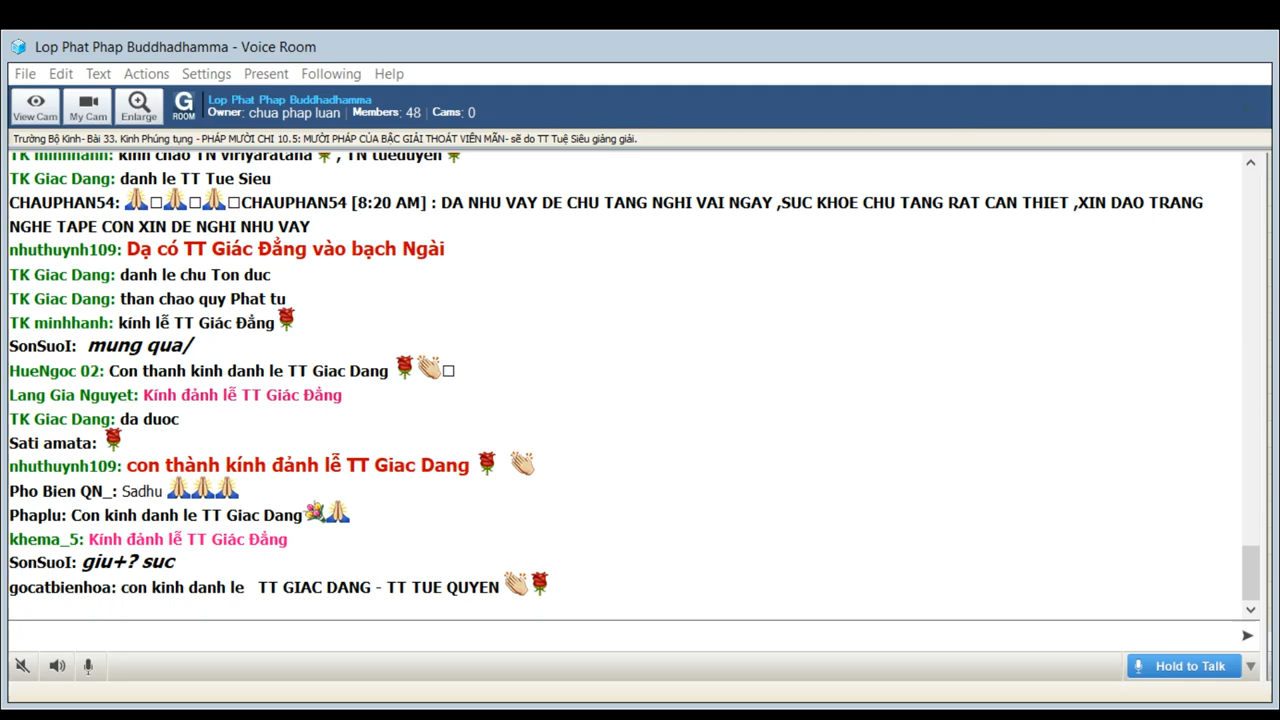 Lop Phat Phap Buddhadhamma - Voice Room
File Edit Text Actions Settings Present Following Help
View Cam My Cam Enlarge G ROOM Lop Phat Phap Buddhadhamma
Owner: chua phap luan Members: 48 Cams: 0
Trường Bộ Kinh- Bài 33. Kinh Phúng tụng - PHÁP MƯỜI CHI 10.5: MƯỜI PHÁP CỦA BẬC GIẢI THOÁT VIÊN MÃN- sẽ do TT Tuệ Siêu giảng giải.
TK minhhanh: kính chào TN viriyaratana , TN tueduyen
TK Giac Dang: danh le TT Tue Sieu
CHAUPHAN54: CHAUPHAN54 [8:20 AM] : DA NHU VAY DE CHU TANG NGHI VAI NGAY ,SUC KHOE CHU TANG RAT CAN THIET ,XIN DAO TRANG
NGHE TAPE CON XIN DE NGHI NHU VAY
nhuthuynh109: Dạ có TT Giác Đẳng vào bạch Ngài
TK Giac Dang: danh le chu Ton duc
TK Giac Dang: than chao quy Phat tu
TK minhhanh: kính lễ TT Giác Đẳng
SonSuoI: mung qua/
HueNgoc 02: Con thanh kinh danh le TT Giac Dang
Lang Gia Nguyet: Kính đảnh lễ TT Giác Đẳng
TK Giac Dang: da duoc
Sati amata:
nhuthuynh109: con thành kính đảnh lễ TT Giac Dang
Pho Bien QN_: Sadhu
Phaplu: Con kinh danh le TT Giac Dang
khema_5: Kính đảnh lễ TT Giác Đẳng
SonSuoI: giu+? suc
gocatbienhoa: con kinh danh le TT GIAC DANG - TT TUE QUYEN
Hold to Talk